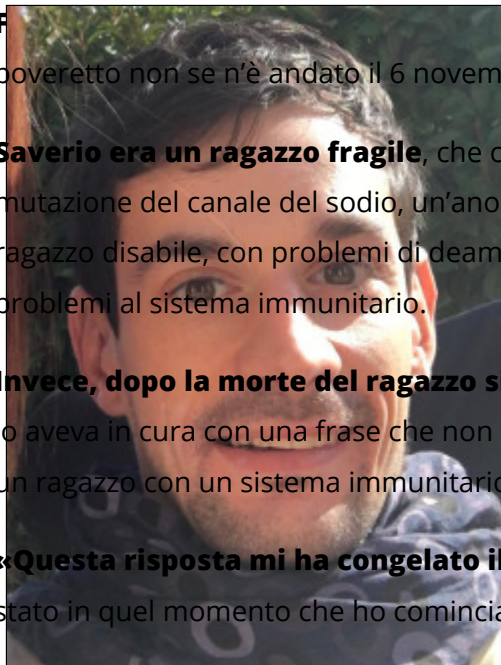 poveretto non se n'è andato il 6 novem
Saverio era un ragazzo fragile, che
mutazione del canale del sodio, un'ano
ragazzo disabile, con problemi di deam
problemi al sistema immunitario.
Invece, dopo la morte del ragazzo s
lo aveva in cura con una frase che non
un ragazzo con un sistema immunitario
«Questa risposta mi ha congelato il
stato in quel momento che ho comincia